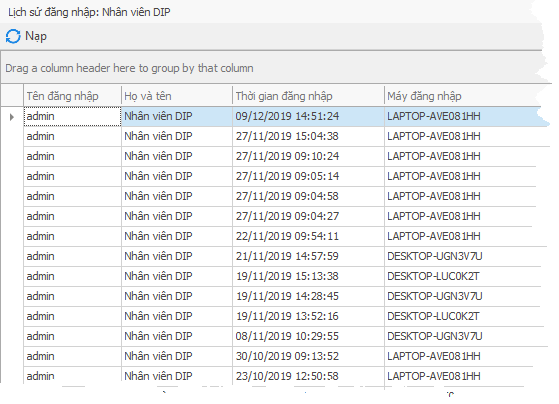 Lịch sử đăng nhập: Nhân viên DIP
Nạp
Drag a column header here to group by that column
Tên đăng nhập Họ và tên Thời gian đăng nhập Máy đăng nhập
admin Nhân viên DIP 09/12/2019 14:51:24 LAPTOP-AVE081HH
admin Nhân viên DIP 27/11/2019 15:04:38 LAPTOP-AVE081HH
admin Nhân viên DIP 27/11/2019 09:10:24 LAPTOP-AVE081HH
admin Nhân viên DIP 27/11/2019 09:05:14 LAPTOP-AVE081HH
admin Nhân viên DIP 27/11/2019 09:04:58 LAPTOP-AVE081HH
admin Nhân viên DIP 27/11/2019 09:04:27 LAPTOP-AVE081HH
admin Nhân viên DIP 22/11/2019 09:54:11 LAPTOP-AVE081HH
admin Nhân viên DIP 21/11/2019 14:57:59 DESKTOP-UGN3V7U
admin Nhân viên DIP 19/11/2019 15:13:38 DESKTOP-LUC0K2T
admin Nhân viên DIP 19/11/2019 14:28:45 DESKTOP-UGN3V7U
admin Nhân viên DIP 19/11/2019 13:52:16 DESKTOP-LUC0K2T
admin Nhân viên DIP 08/11/2019 10:29:55 DESKTOP-UGN3V7U
admin Nhân viên DIP 30/10/2019 09:13:52 LAPTOP-AVE081HH
admin Nhân viên DIP 23/10/2019 12:50:58 LAPTOP-AVE081HH